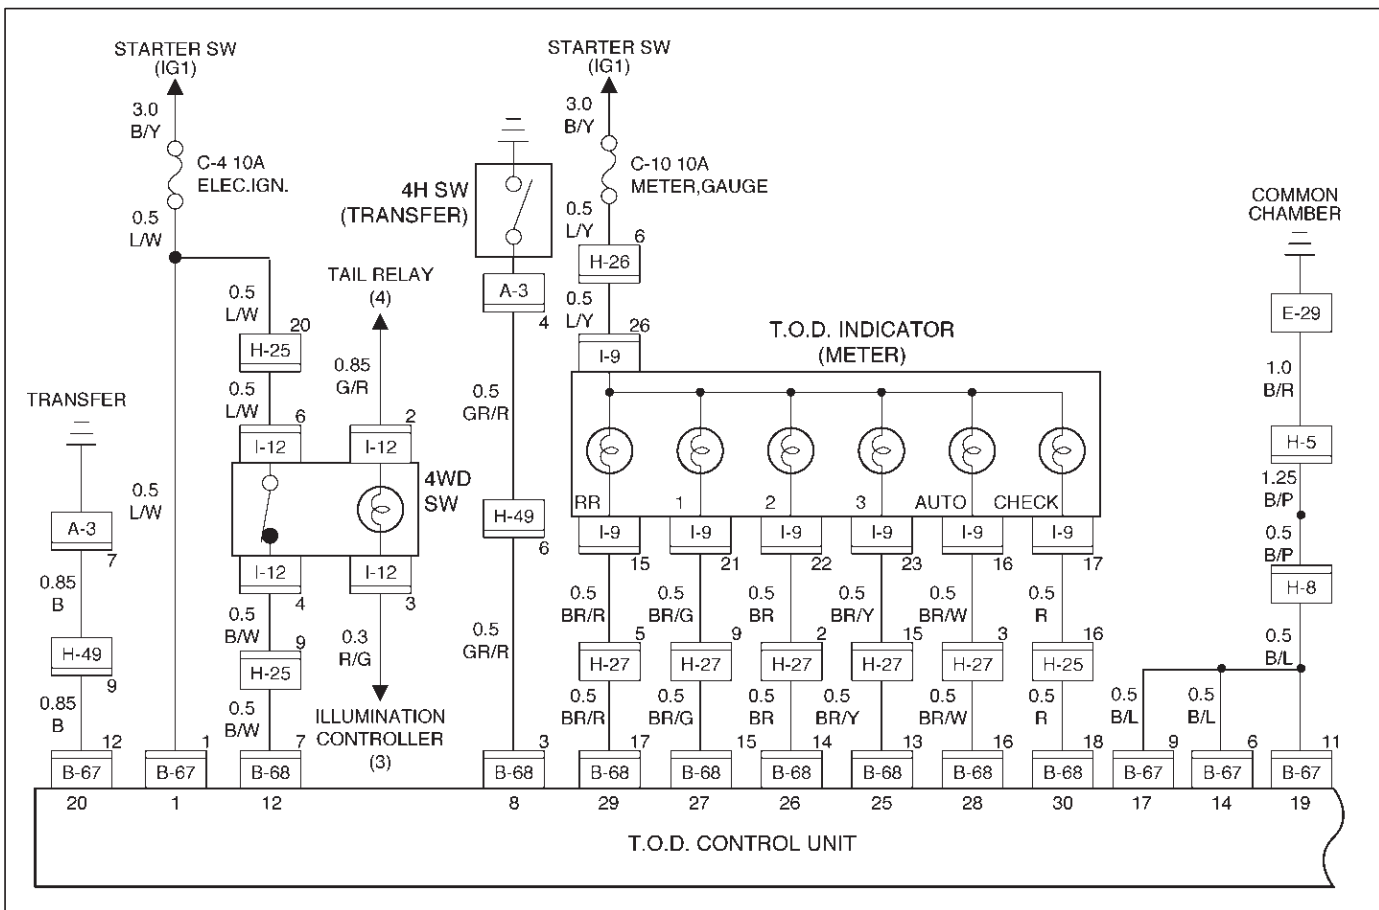 STARTER SW
(IG1)
STARTER SW
(IG1)
3.0
B/Y
3.0
B/Y
C-4 10A
ELEC.IGN.
4H SW
(TRANSFER)
C-10 10A
METER,GAUGE
COMMON
CHAMBER
0.5
L/W
0.5
L/Y
6
H-26
TAIL RELAY
(4)
A-3
4
0.5
L/W
20
H-25
0.5
L/Y
26
I-9
T.O.D. INDICATOR
(METER)
E-29
0.85
G/R
1.0
B/R
TRANSFER
0.5
L/W
0.5
GR/R
6
I-12
2
I-12
H-5
4WD
SW
1.25
B/P
0.5
L/W
RR
1
2
3
AUTO
CHECK
A-3
7
H-49
6
I-9
15
I-9
21
I-9
22
I-9
23
I-9
16
I-9
17
0.5
B/P
I-12
4
I-12
3
H-8
0.85
B
0.5
B/W
0.3
R/G
0.5
GR/R
0.5
BR/R
0.5
BR/G
0.5
BR
0.5
BR/Y
0.5
BR/W
0.5
R
0.5
B/L
H-49
9
9
H-25
5
H-27
9
H-27
2
H-27
15
H-27
3
H-27
16
H-25
0.85
B
0.5
B/W
ILLUMINATION
CONTROLLER
(3)
0.5
BR/R
0.5
BR/G
0.5
BR
0.5
BR/Y
0.5
BR/W
0.5
R
0.5
B/L
0.5
B/L
12
1
7
3
17
15
14
13
16
18
9
6
11
B-67
B-67
B-68
B-68
B-68
B-68
B-68
B-68
B-68
B-68
B-67
B-67
B-67
20
1
12
8
29
27
26
25
28
30
17
14
19
T.O.D. CONTROL UNIT